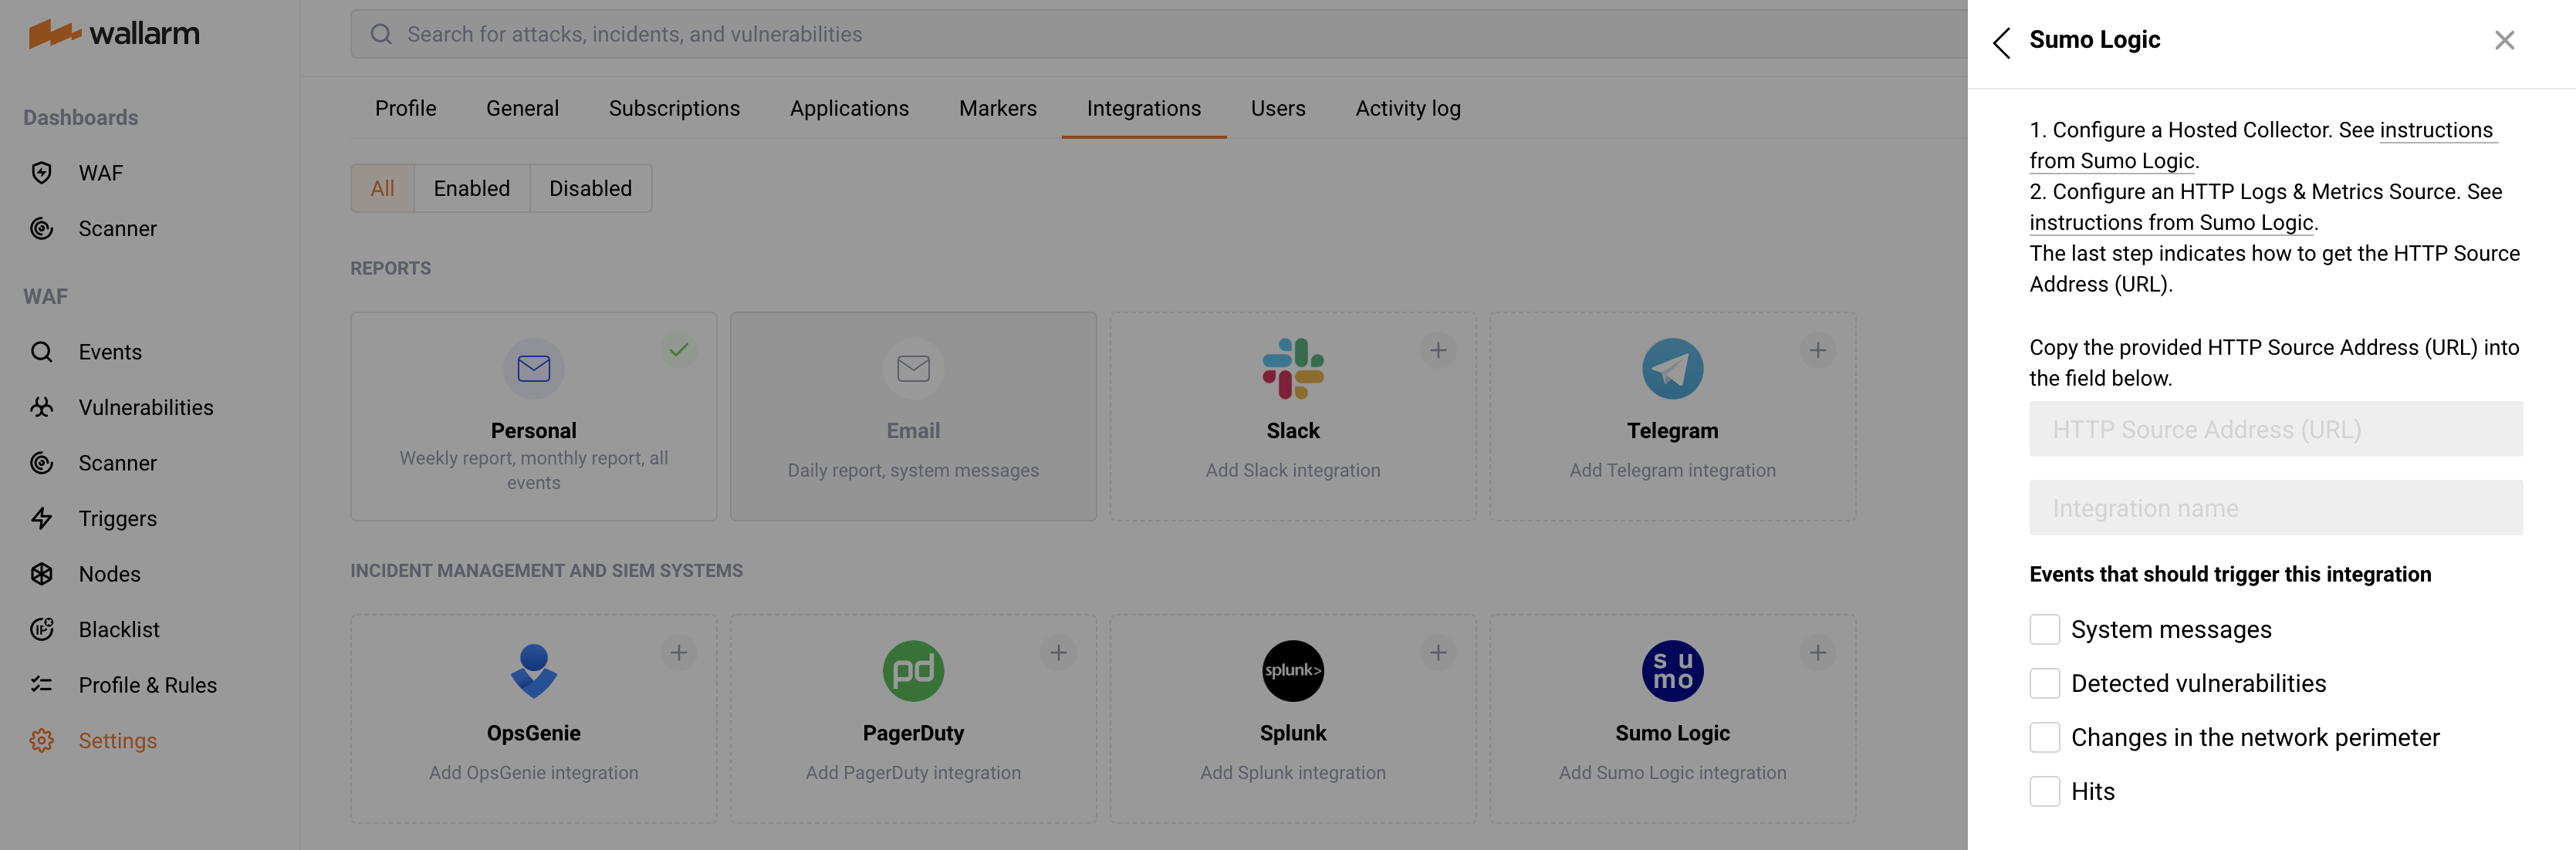 wallarm
Dashboards
WAF
Scanner
WAF
Events
Vulnerabilities
Scanner
Triggers
Nodes
Blacklist
Profile & Rules
Settings
Search for attacks, incidents, and vulnerabilities
Profile General Subscriptions Applications Markers Integrations Users Activity log
All Enabled Disabled
REPORTS
Personal
Weekly report, monthly report, all
events
Email
Daily report, system messages
Slack
Add Slack integration
Telegram
Add Telegram integration
INCIDENT MANAGEMENT AND SIEM SYSTEMS
OpsGenie
Add OpsGenie integration
pd
PagerDuty
Add PagerDuty integration
splunk>
Splunk
Add Splunk integration
su
mo
Sumo Logic
Add Sumo Logic integration
Sumo Logic
1. Configure a Hosted Collector. See instructions
from Sumo Logic.
2. Configure an HTTP Logs & Metrics Source. See
instructions from Sumo Logic.
The last step indicates how to get the HTTP Source
Address (URL).
Copy the provided HTTP Source Address (URL) into
the field below.
HTTP Source Address (URL)
Integration name
Events that should trigger this integration
System messages
Detected vulnerabilities
Changes in the network perimeter
Hits